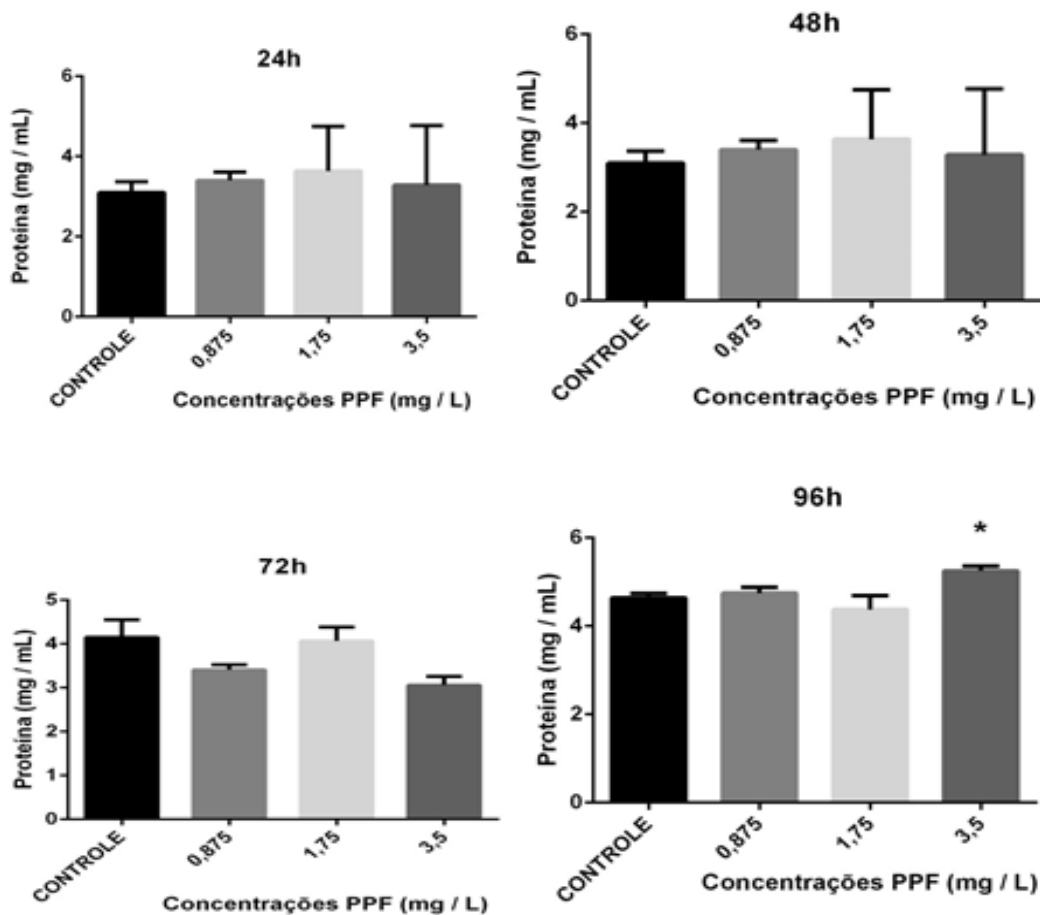 24h
Proteína (mg / mL)
6
4
2
0
CONTROLE
0,875
1,75
3,5
Concentrações PPF (mg / L)
48h
Proteína (mg / mL)
6
4
2
0
CONTROLE
0,875
1,75
3,5
Concentrações PPF (mg / L)
72h
Proteína (mg / mL)
5
4
3
2
1
0
CONTROLE
0,875
1,75
3,5
Concentrações PPF (mg / L)
96h
*
Proteína (mg / mL)
6
4
2
0
CONTROLE
0,875
1,75
3,5
Concentrações PPF (mg / L)